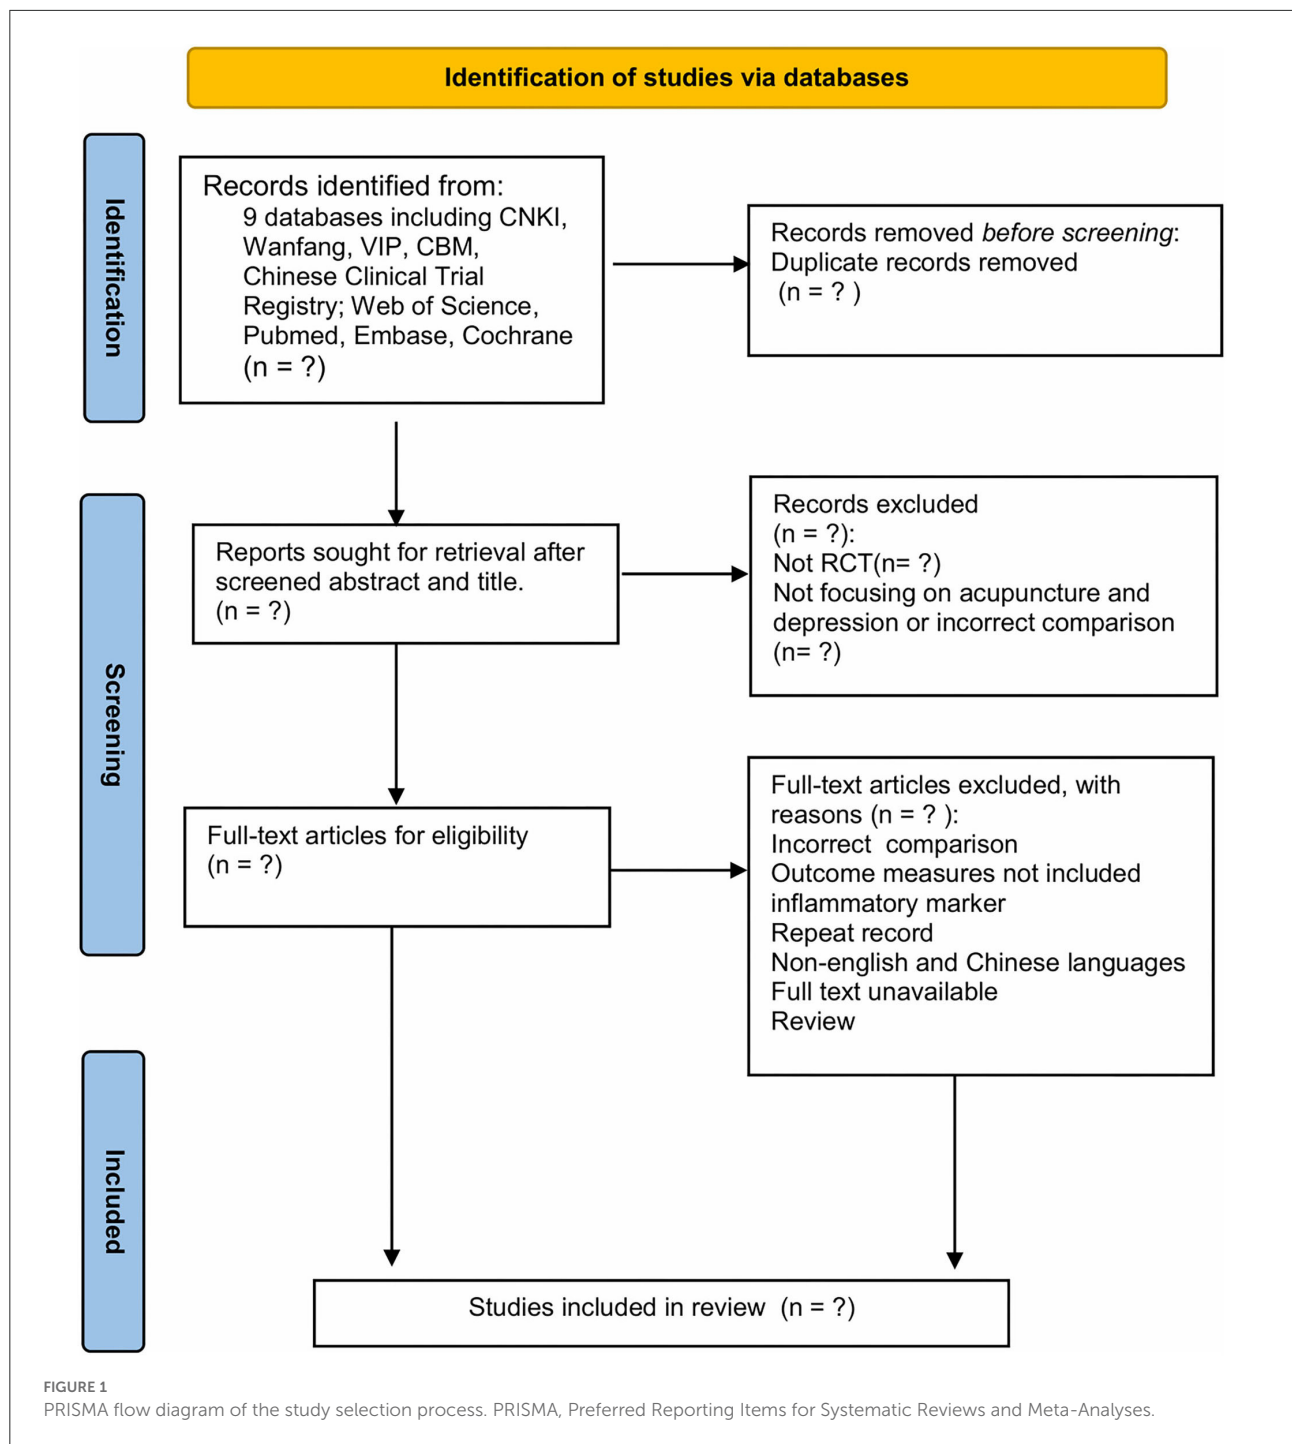 Identification of studies via databases
Identification
Records identified from:
9 databases including CNKI,
Wanfang, VIP, CBM,
Chinese Clinical Trial
Registry; Web of Science,
Pubmed, Embase, Cochrane
(n = ?)
Records removed before screening:
Duplicate records removed
(n = ? )
Screening
Reports sought for retrieval after
screened abstract and title.
(n = ?)
Records excluded
(n = ?):
Not RCT(n= ?)
Not focusing on acupuncture and
depression or incorrect comparison
(n= ?)
Full-text articles for eligibility
(n = ?)
Full-text articles excluded, with
reasons (n = ? ):
Incorrect  comparison
Outcome measures not included
inflammatory marker
Repeat record
Non-english and Chinese languages
Full text unavailable
Review
Included
Studies included in review  (n = ?)
FIGURE 1
PRISMA flow diagram of the study selection process. PRISMA, Preferred Reporting Items for Systematic Reviews and Meta-Analyses.